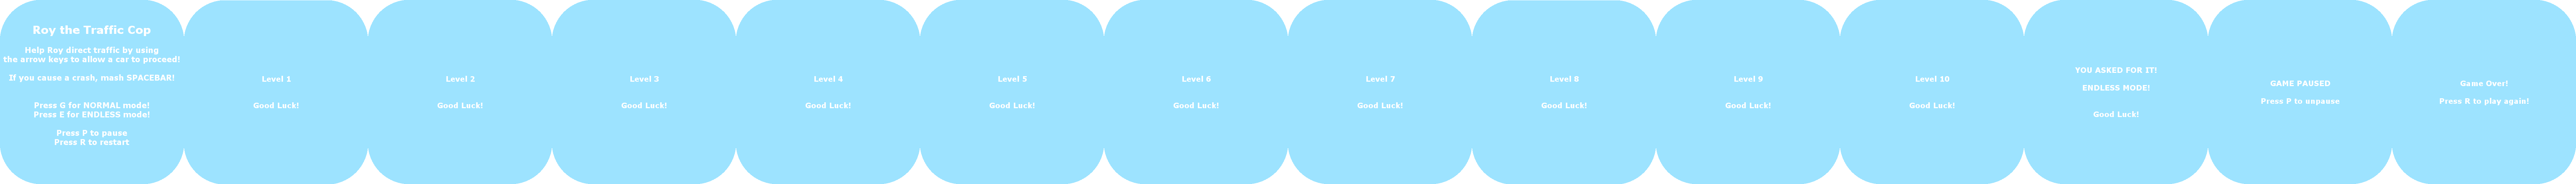 Roy the Traffic Cop
Help Roy direct traffic by using
the arrow keys to allow a car to proceed!
If you cause a crash, mash SPACEBAR!
Press G for NORMAL mode!
Press E for ENDLESS mode!
Press P to pause
Press R to restart
Level 1
Good Luck!
Level 2
Good Luck!
Level 3
Good Luck!
Level 4
Good Luck!
Level 5
Good Luck!
Level 6
Good Luck!
Level 7
Good Luck!
Level 8
Good Luck!
Level 9
Good Luck!
Level 10
Good Luck!
YOU ASKED FOR IT!
ENDLESS MODE!
Good Luck!
GAME PAUSED
Press P to unpause
Game Over!
Press R to play again!